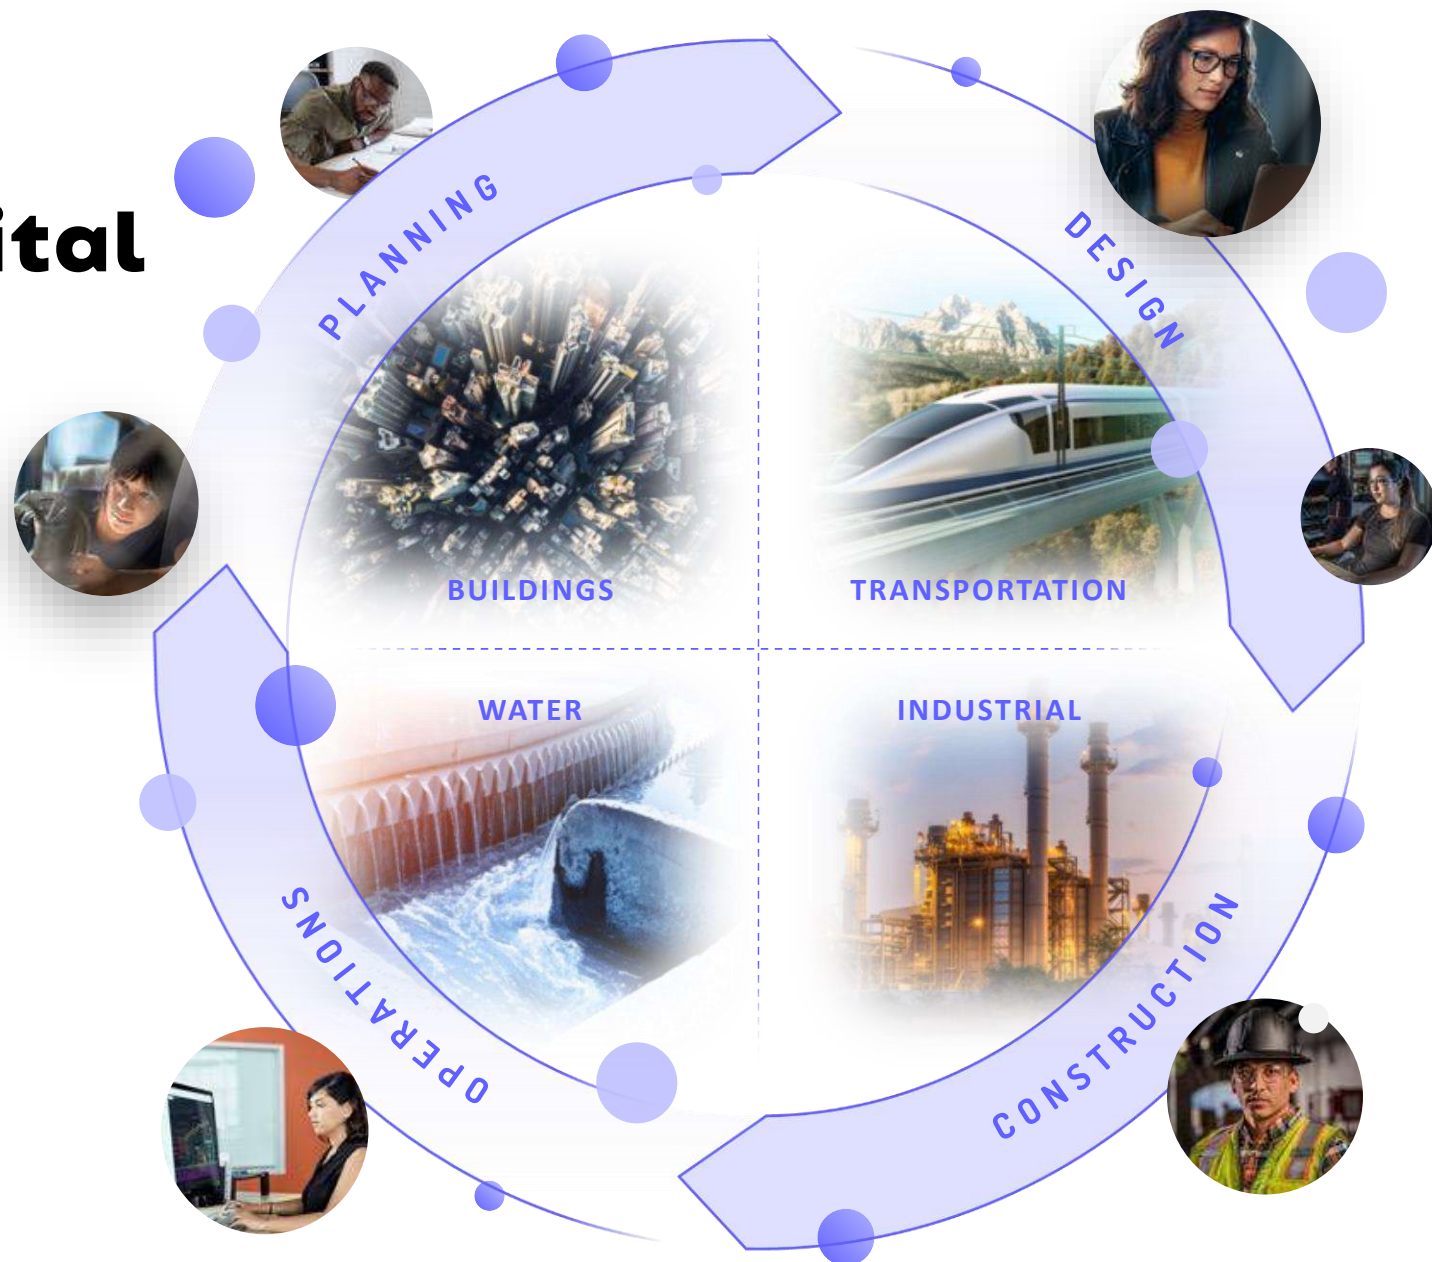 ital
PLANNING
DESIGN
BUILDINGS
TRANSPORTATION
WATER
INDUSTRIAL
OPERATIONS
CONSTRUCTION